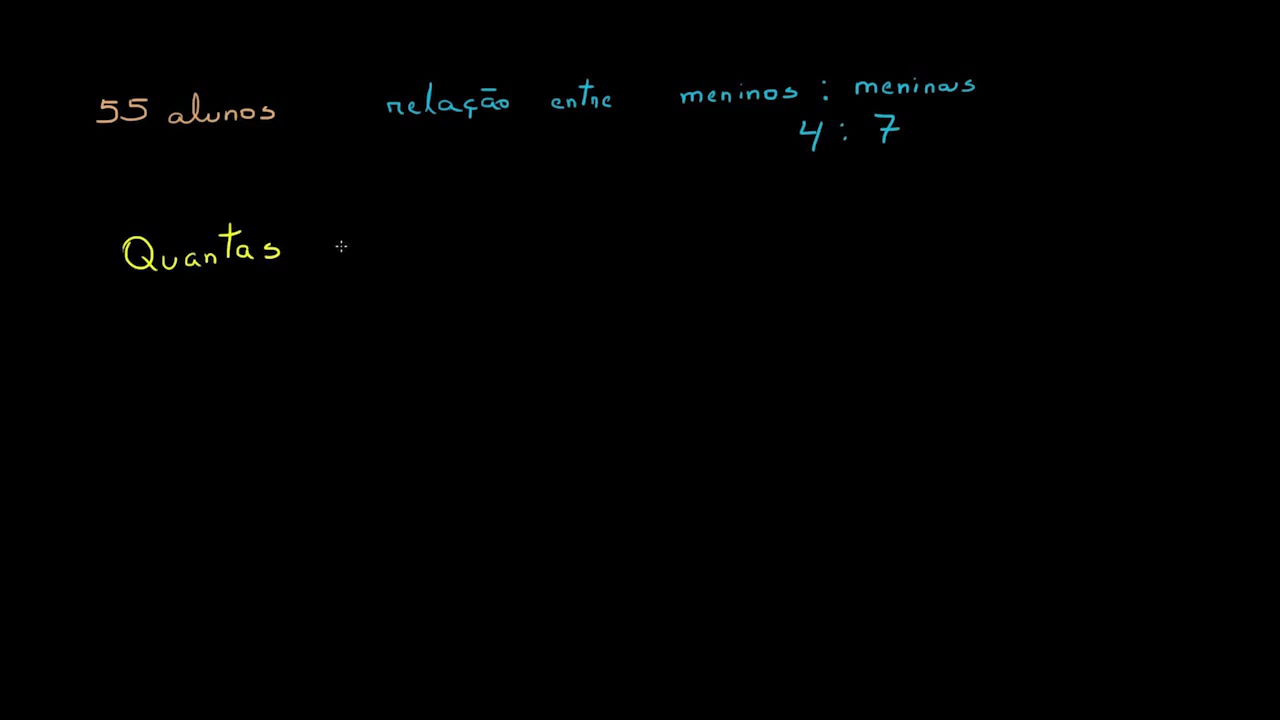 55 alunos relação entre meninos : meninas
4 : 7
Quantas